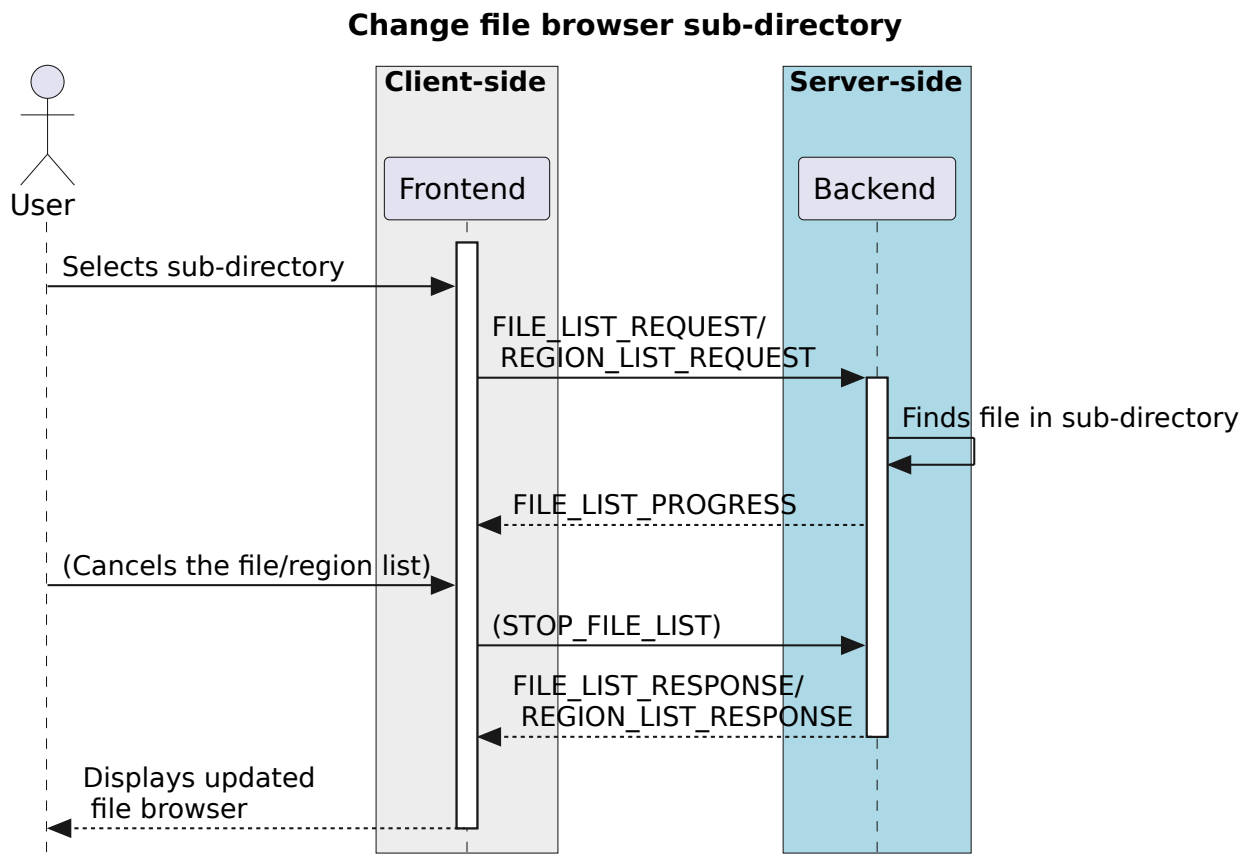 Change file browser sub-directory
Client-side
Server-side
User
Frontend
Backend
Selects sub-directory
FILE_LIST_REQUEST/
REGION_LIST_REQUEST
Finds file in sub-directory
FILE_LIST_PROGRESS
(Cancels the file/region list)
(STOP_FILE_LIST)
FILE_LIST_RESPONSE/
REGION_LIST_RESPONSE
Displays updated
file browser